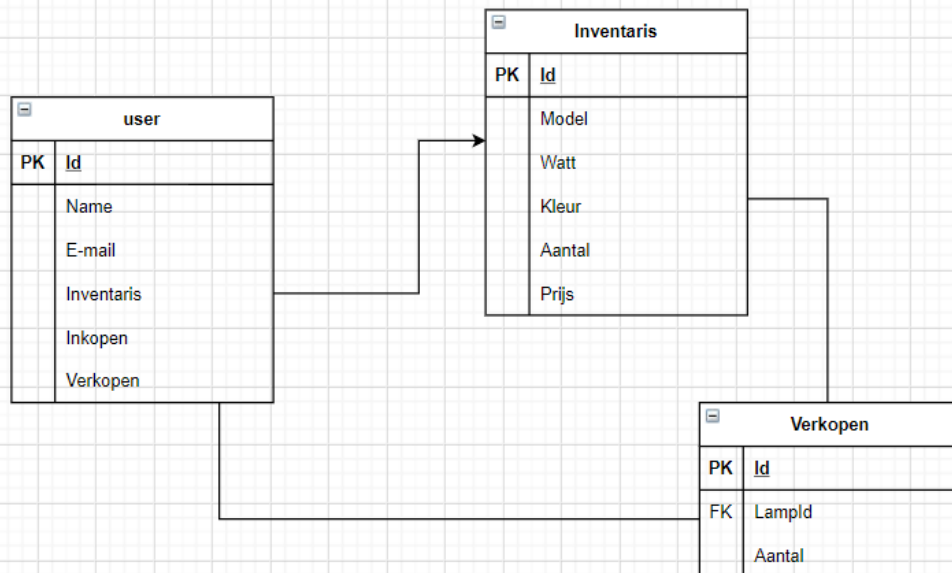 Inventaris
PK Id
Model
Watt
Kleur
Aantal
Prijs
user
PK Id
Name
E-mail
Inventaris
Inkopen
Verkopen
Verkopen
PK Id
FK LampId
Aantal